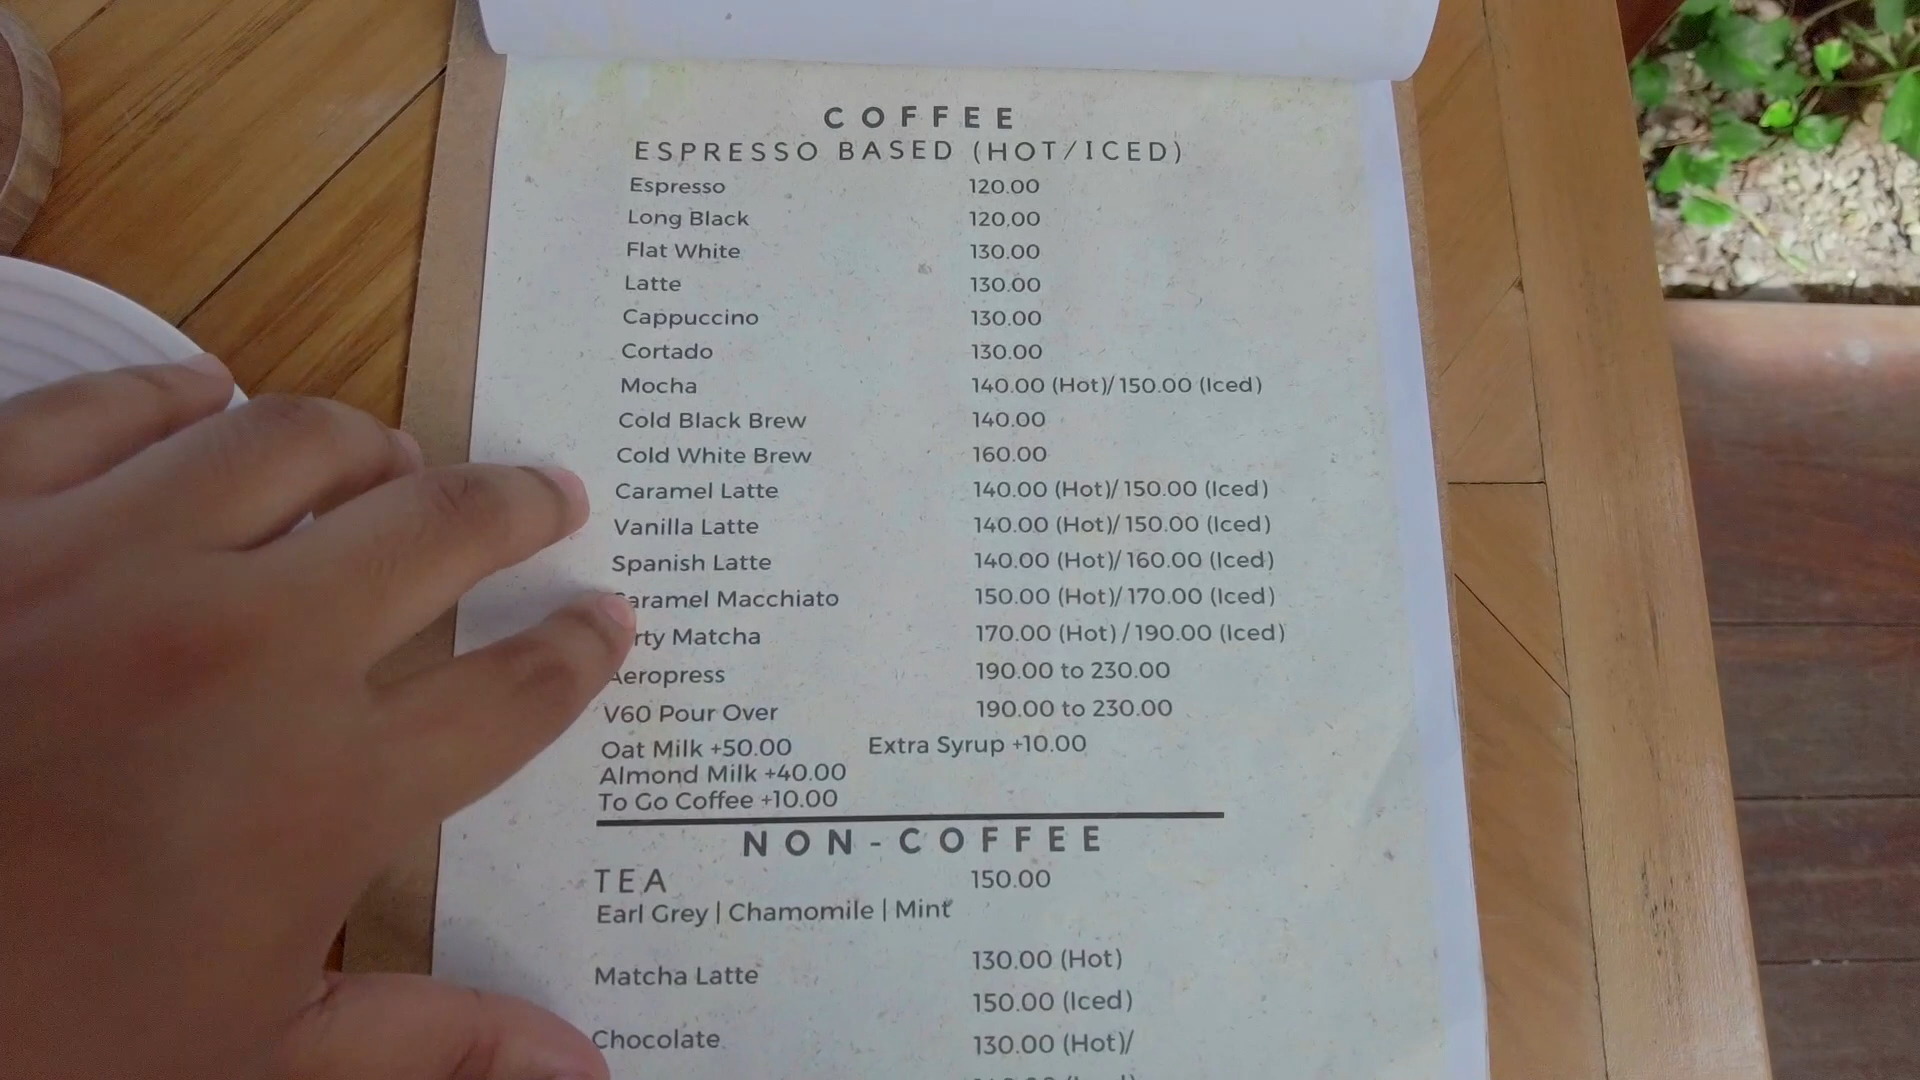 COFFEE
ESPRESSO BASED (HOT/ICED)
Espresso 120.00
Long Black 120.00
Flat White 130.00
Latte 130.00
Cappuccino 130.00
Cortado 130.00
Mocha 140.00 (Hot)/ 150.00 (Iced)
Cold Black Brew 140.00
Cold White Brew 160.00
Caramel Latte 140.00 (Hot)/ 150.00 (Iced)
Vanilla Latte 140.00 (Hot)/ 150.00 (Iced)
Spanish Latte 140.00 (Hot)/ 160.00 (Iced)
Caramel Macchiato 150.00 (Hot)/ 170.00 (Iced)
Matcha 170.00 (Hot) / 190.00 (Iced)
Aeropress 190.00 to 230.00
V60 Pour Over 190.00 to 230.00
Oat Milk +50.00 Extra Syrup +10.00
Almond Milk +40.00
To Go Coffee +10.00
NON-COFFEE
TEA 150.00
Earl Grey | Chamomile | Mint
Matcha Latte 130.00 (Hot)
150.00 (Iced)
Chocolate 130.00 (Hot)/